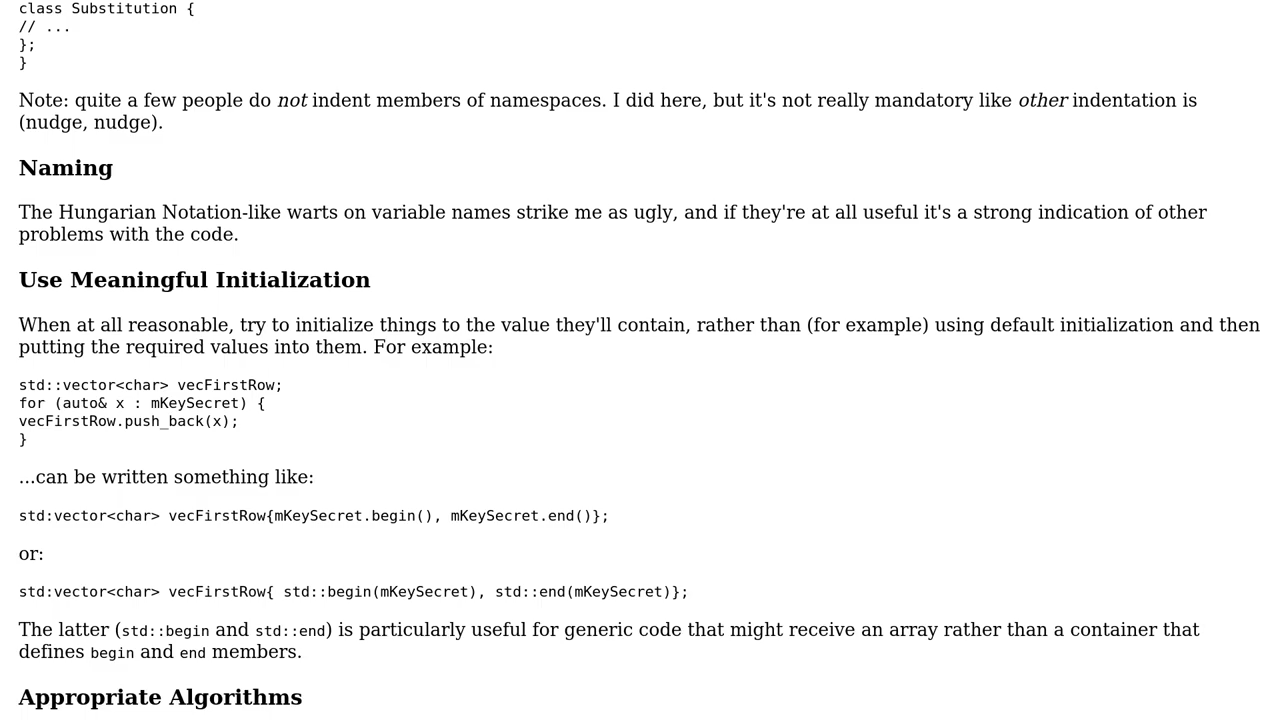 class Substitution {
// ...
};
}
Note: quite a few people do not indent members of namespaces. I did here, but it's not really mandatory like other indentation is
(nudge, nudge).
Naming
The Hungarian Notation-like warts on variable names strike me as ugly, and if they're at all useful it's a strong indication of other
problems with the code.
Use Meaningful Initialization
When at all reasonable, try to initialize things to the value they'll contain, rather than (for example) using default initialization and then
putting the required values into them. For example:
std::vector<char> vecFirstRow;
for (auto& x : mKeySecret) {
vecFirstRow.push_back(x);
}
...can be written something like:
std:vector<char> vecFirstRow{mKeySecret.begin(), mKeySecret.end()};
or:
std:vector<char> vecFirstRow{ std::begin(mKeySecret), std::end(mKeySecret)};
The latter (std::begin and std::end) is particularly useful for generic code that might receive an array rather than a container that
defines begin and end members.
Appropriate Algorithms